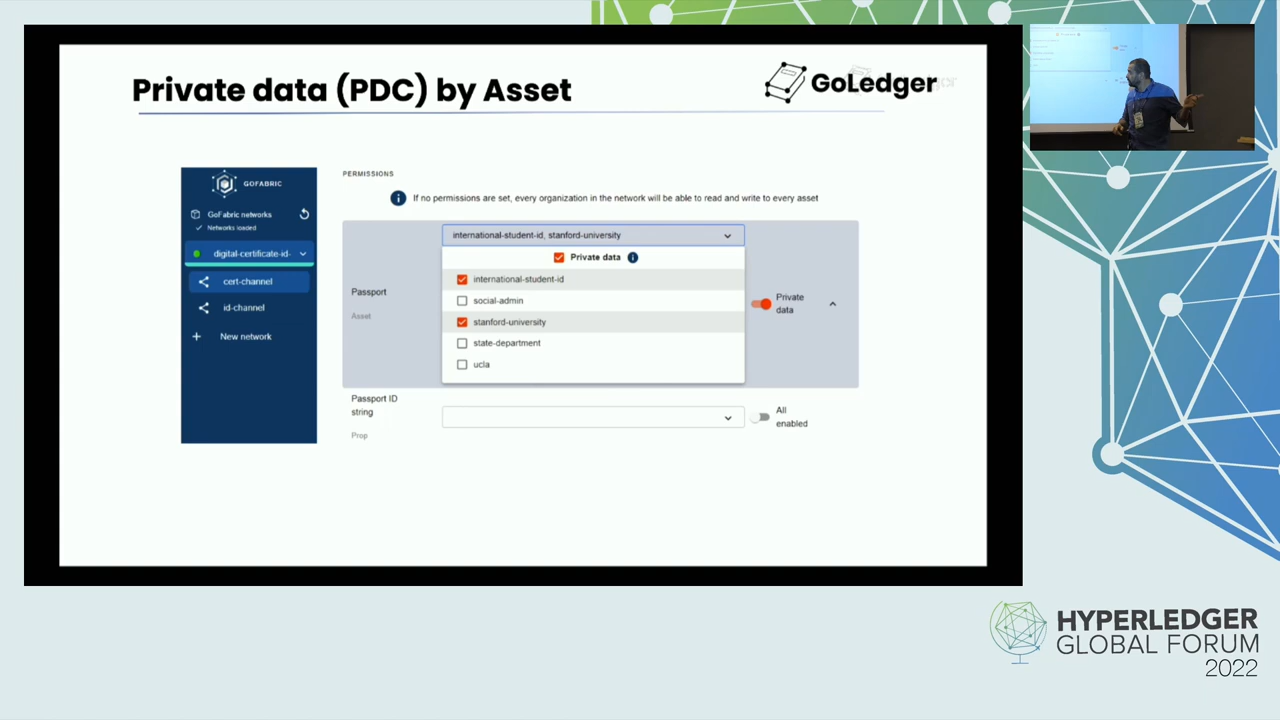 Private data (PDC) by Asset
GoLedger
GOFABRIC
GoFabric networks
Networks loaded
digital-certificate-id-
cert-channel
id-channel
New network
PERMISSIONS
If no permissions are set, every organization in the network will be able to read and write to every asset
Passport
Asset
international-student-id, stanford-university
Private data
international-student-id
social-admin
stanford-university
state-department
ucla
Private
data
Passport ID
string
Prop
All
enabled
HYPERLEDGER
GLOBAL FORUM
2022